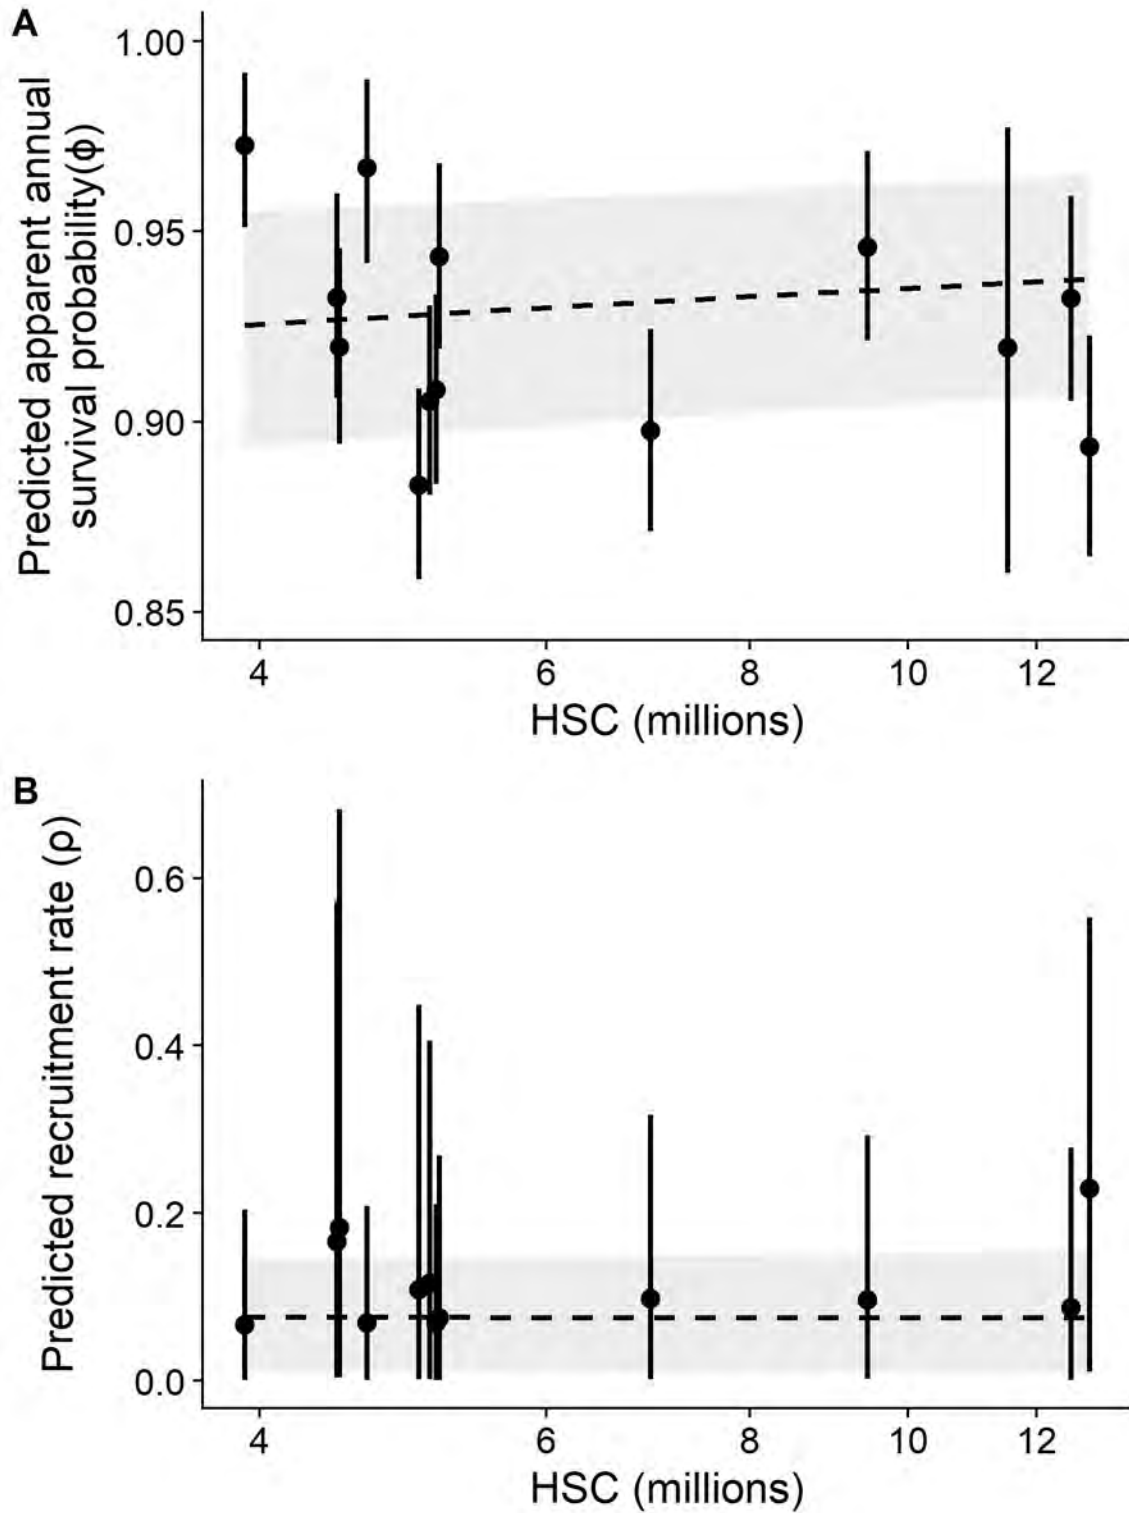 A
Predicted apparent annual
survival probability(ϕ)
1.00
0.95
0.90
0.85
4 6 8 10 12
HSC (millions)
B
Predicted recruitment rate (ρ)
0.6
0.4
0.2
0.0
4 6 8 10 12
HSC (millions)